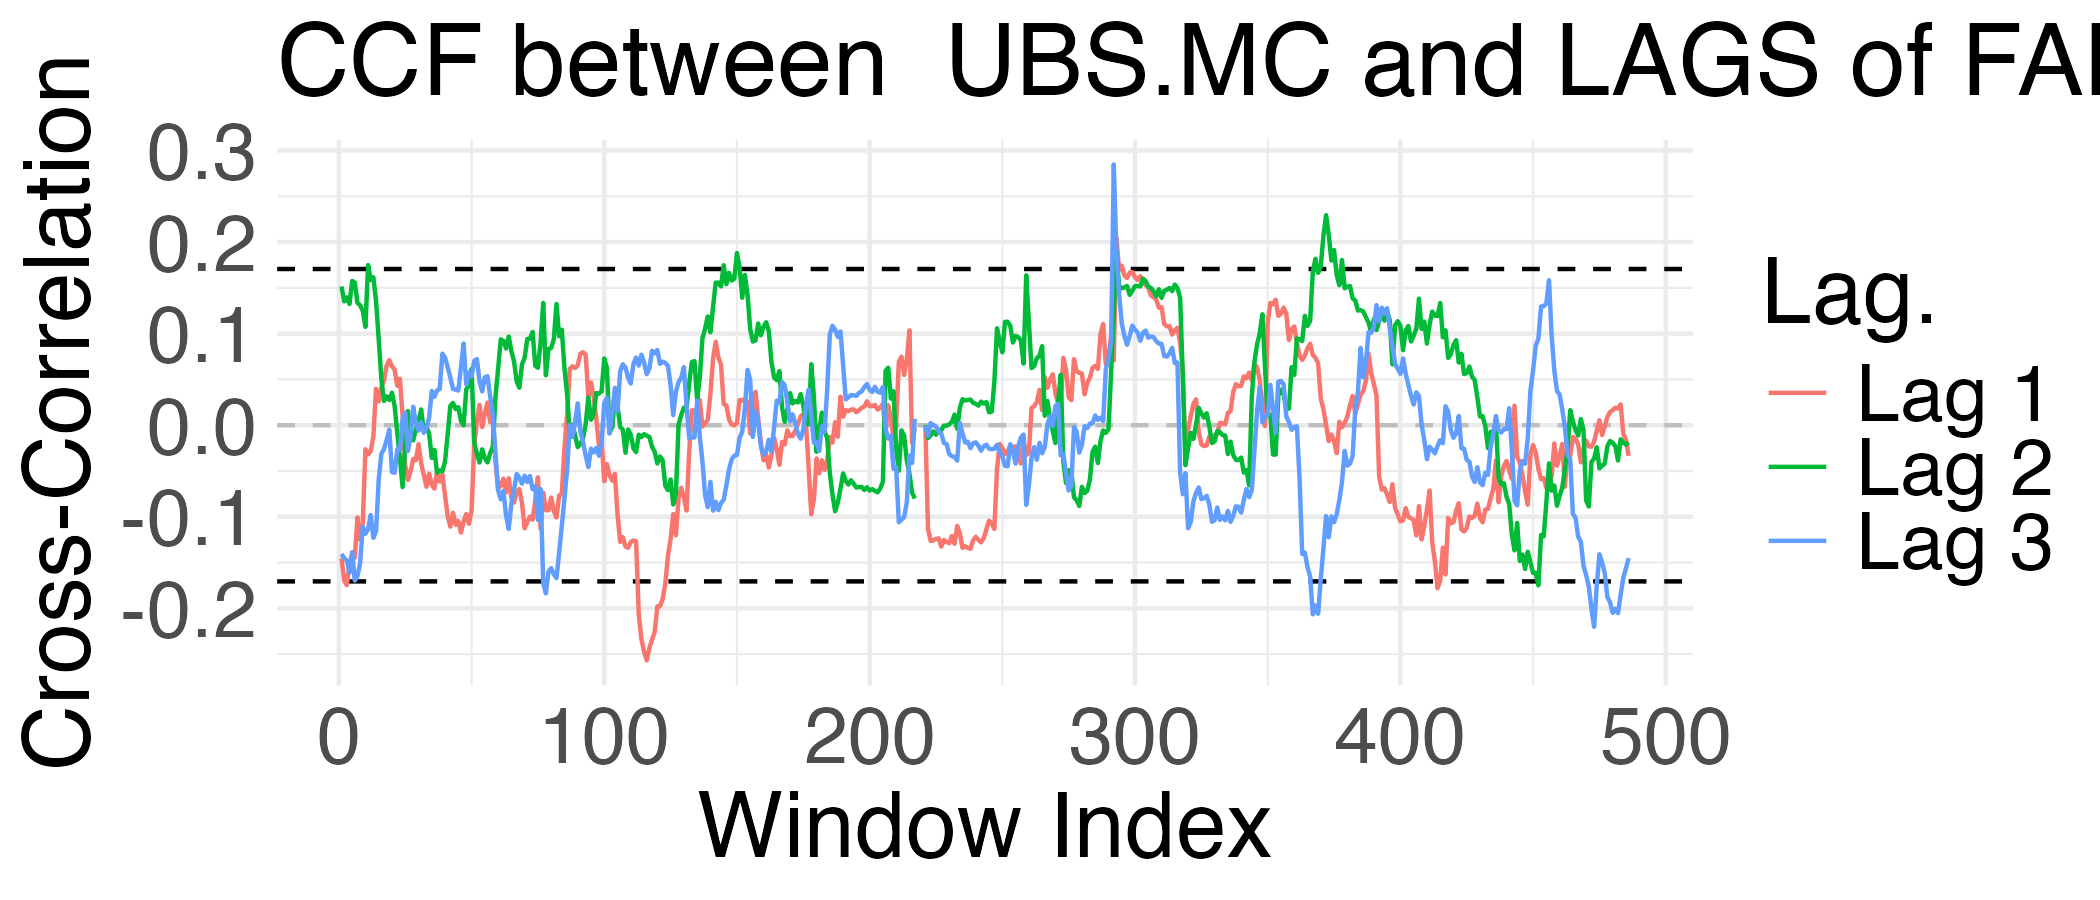 CCF between UBS.MC and LAGS of FAI
Cross-Correlation
0.3
0.2
0.1
0.0
-0.1
-0.2
0
100
200
300
400
500
Window Index
Lag.
Lag 1
Lag 2
Lag 3